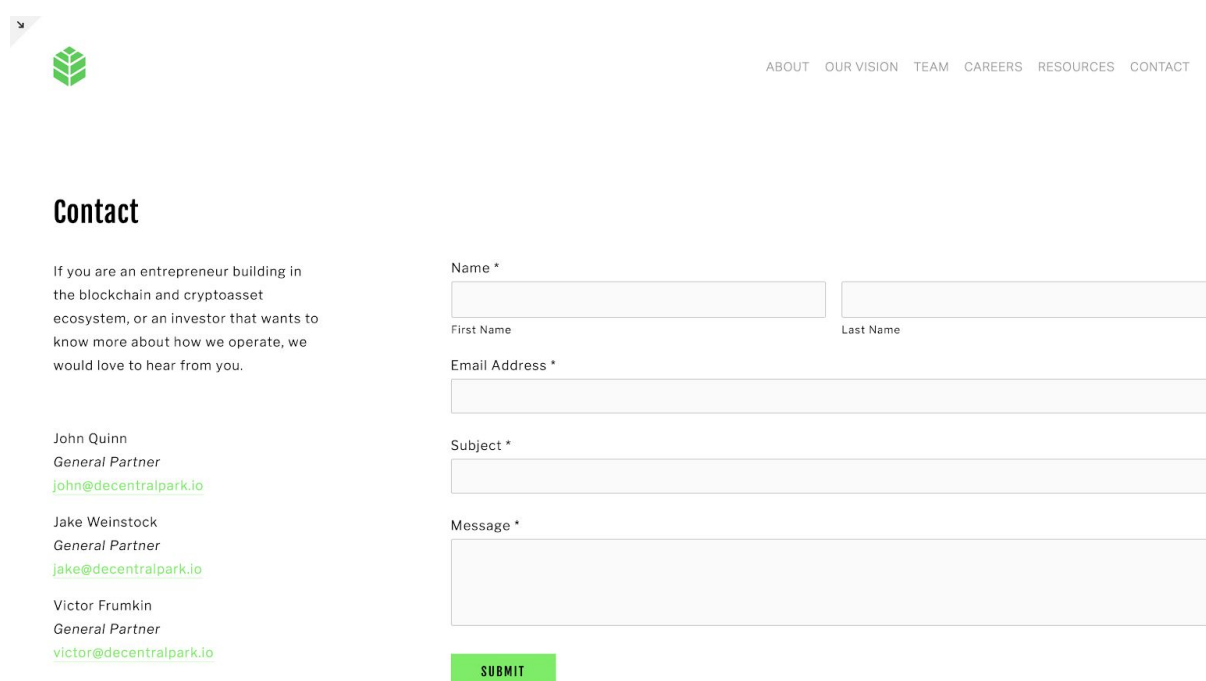 ABOUT OUR VISION TEAM CAREERS RESOURCES CONTACT
Contact
If you are an entrepreneur building in
the blockchain and cryptoasset
ecosystem, or an investor that wants to
know more about how we operate, we
would love to hear from you.
John Quinn
General Partner
john@decentralpark.io
Jake Weinstock
General Partner
jake@decentralpark.io
Victor Frumkin
General Partner
victor@decentralpark.io
Name *
First Name Last Name
Email Address *
Subject *
Message *
SUBMIT